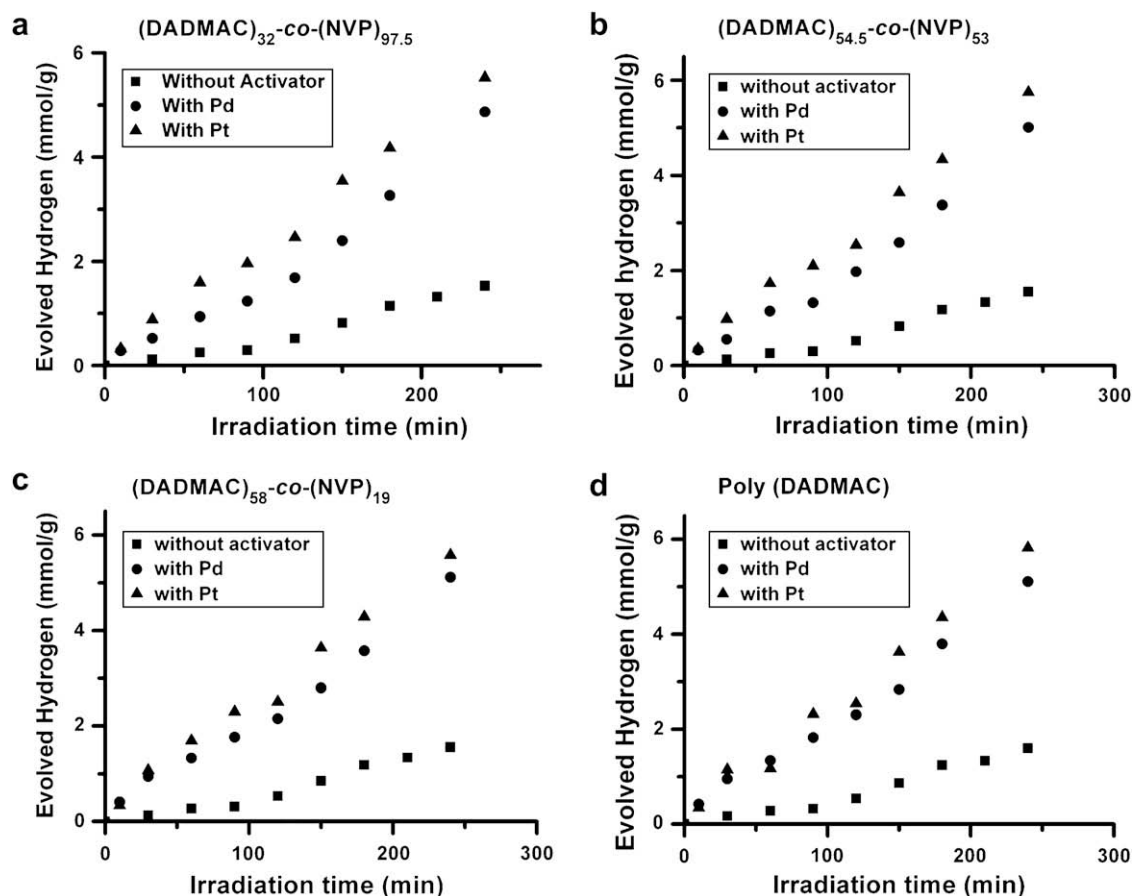 a
(DADMAC)32-co-(NVP)97.5
Evolved Hydrogen (mmol/g)
6
4
2
0
Without Activator
With Pd
With Pt
0 100 200
Irradiation time (min)
b
(DADMAC)54.5-co-(NVP)53
Evolved hydrogen (mmol/g)
6
4
2
0
without activator
with Pd
with Pt
0 100 200 300
Irradiation time (min)
c
(DADMAC)58-co-(NVP)19
Evolved Hydrogen (mmol/g)
6
4
2
0
without activator
with Pd
with Pt
0 100 200 300
Irradiation time (min)
d
Poly (DADMAC)
Evolved Hydrogen (mmol/g)
6
4
2
0
without activator
with Pd
with Pt
0 100 200 300
Irradiation time (min)